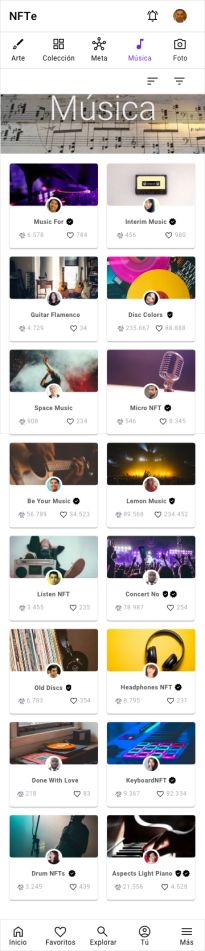 NFTe
Arte Colección Meta Música Foto
Música
Music For Interim Music
6.578 784 456 980
Guitar Flamenco Disc Colors
4.729 34 235.667 88.888
Space Music Micro NFT
908 234 546 8.345
Be Your Music Lemon Music
56.789 34.523 89.568 234.452
Listen NFT Concert No
3.455 235 78.987 254
Old Discs Headphones NFT
6.783 354 8.795 231
Done With Love KeyboardNFT
218 83 9.367 92.334
Drum NFTs Aspects Light Piano
3.245 439 21.556 4.528
Inicio Favoritos Explorar Tú Más